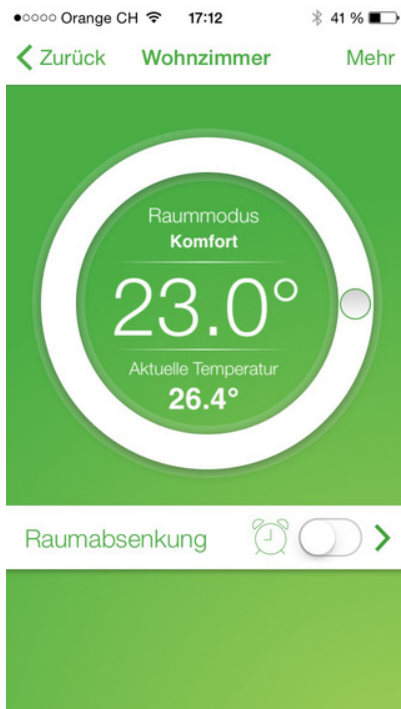 Orange CH 17:12 41 %
Zurück Wohnzimmer Mehr
Raummodus
Komfort
23.0°
Aktuelle Temperatur
26.4°
Raumabsenkung